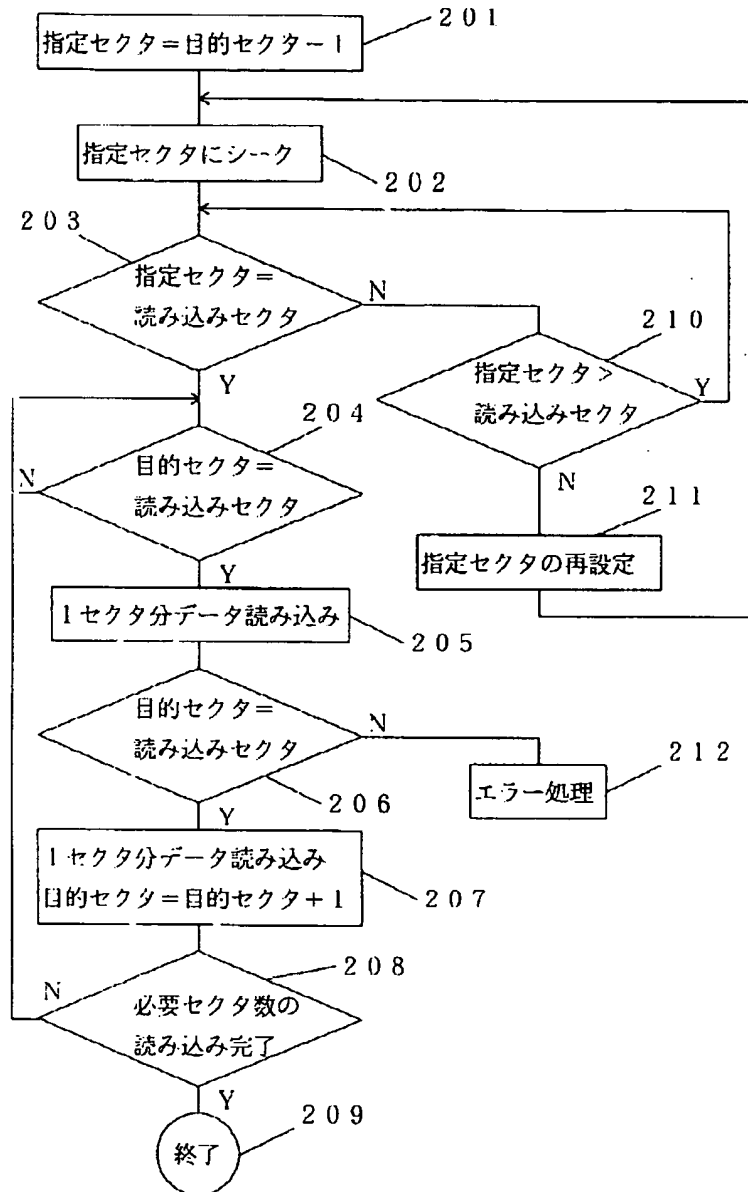 201
指定セクタ=目的セクター1
指定セクタにシーク
202
203
指定セクタ=
読み込みセクタ
N
Y
210
指定セクタ>
読み込みセクタ
Y
N
204
目的セクタ=
読み込みセクタ
N
Y
211
指定セクタの再設定
1セクタ分データ読み込み
205
目的セクタ=
読み込みセクタ
N
206
Y
212
エラー処理
1セクタ分データ読み込み
目的セクタ=目的セクタ+1
207
208
N
必要セクタ数の
読み込み完了
Y
209
終了